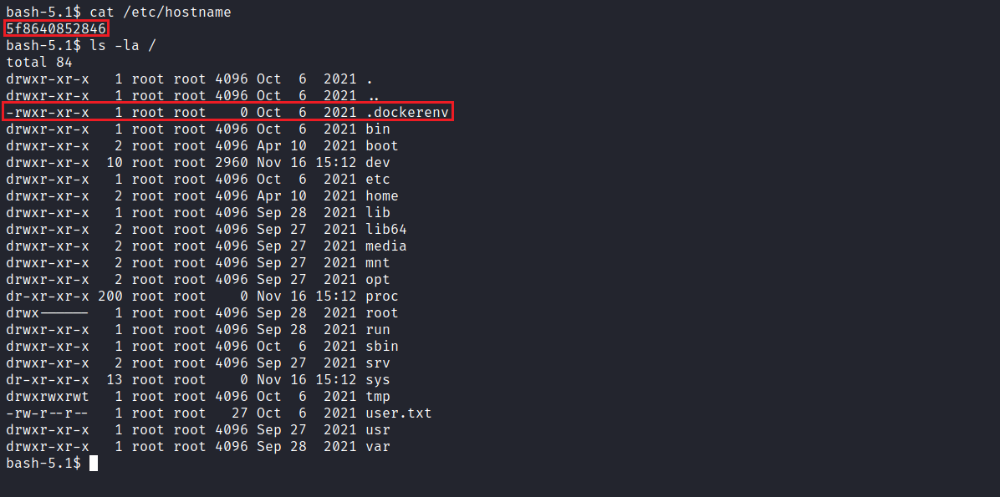 bash-5.1$ cat /etc/hostname
5f8640852846
bash-5.1$ ls -la /
total 84
drwxr-xr-x   1 root root 4096 Oct  6  2021 .
drwxr-xr-x   1 root root 4096 Oct  6  2021 ..
-rwxr-xr-x   1 root root    0 Oct  6  2021 .dockerenv
drwxr-xr-x   1 root root 4096 Oct  6  2021 bin
drwxr-xr-x   2 root root 4096 Apr 10  2021 boot
drwxr-xr-x  10 root root 2960 Nov 16 15:12 dev
drwxr-xr-x   1 root root 4096 Oct  6  2021 etc
drwxr-xr-x   2 root root 4096 Apr 10  2021 home
drwxr-xr-x   1 root root 4096 Sep 28  2021 lib
drwxr-xr-x   2 root root 4096 Sep 27  2021 lib64
drwxr-xr-x   2 root root 4096 Sep 27  2021 media
drwxr-xr-x   2 root root 4096 Sep 27  2021 mnt
drwxr-xr-x   2 root root 4096 Sep 27  2021 opt
dr-xr-xr-x 200 root root    0 Nov 16 15:12 proc
drwx------   1 root root 4096 Sep 28  2021 root
drwxr-xr-x   1 root root 4096 Sep 28  2021 run
drwxr-xr-x   1 root root 4096 Oct  6  2021 sbin
drwxr-xr-x   2 root root 4096 Sep 27  2021 srv
dr-xr-xr-x  13 root root    0 Nov 16 15:12 sys
drwxrwxrwt   1 root root 4096 Oct  6  2021 tmp
-rw-r--r--   1 root root   27 Oct  6  2021 user.txt
drwxr-xr-x   1 root root 4096 Sep 27  2021 usr
drwxr-xr-x   1 root root 4096 Sep 28  2021 var
bash-5.1$